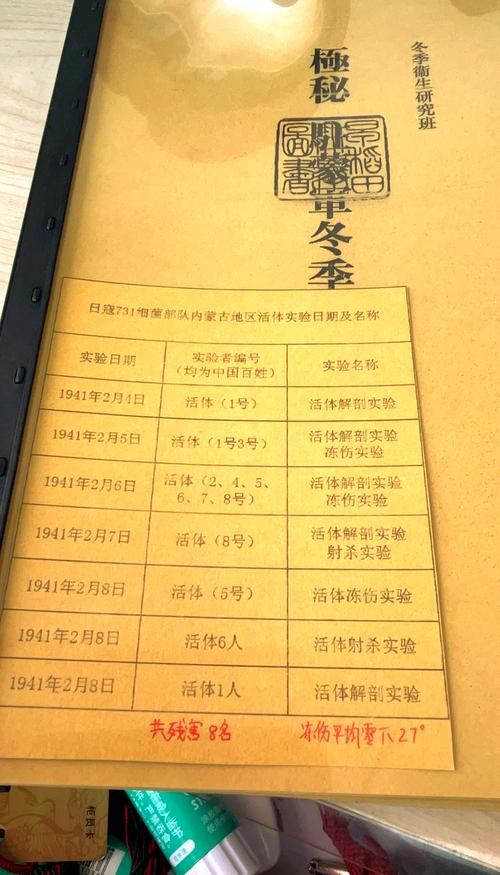 冬季衞生研究班
極秘
軍冬季
日寇731细菌部队内蒙古地区活体实验日期及名称
实验日期 实验者编号 (均为中国百姓) 实验名称
1941年2月4日 活体（1号） 活体解剖实验
1941年2月5日 活体（1号3号） 活体解剖实验
冻伤实验
1941年2月6日 活体（2、4、5、
6、7、8号） 活体解剖实验
冻伤实验
1941年2月7日 活体（8号） 活体解剖实验
射杀实验
1941年2月8日 活体（5号） 活体冻伤实验
1941年2月8日 活体6人 活体射杀实验
1941年2月8日 活体1人 活体解剖实验
共残害8名 冻伤平均零下27°